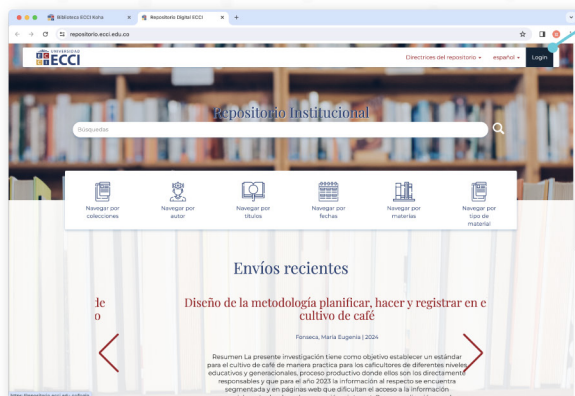 Biblioteca ECCI Koha
Repositorio Digital ECCI
repositorio.ecci.edu.co
UNIVERSIDAD
ECCI
Directrices del repositorio
español
Login
Repositorio Institucional
Búsquedas
Navegar por
colecciones
Navegar por
autor
Navegar por
títulos
Navegar por
fechas
Navegar por
materias
Navegar por
tipo de
material
Envíos recientes
Diseño de la metodología planificar, hacer y registrar en e
cultivo de café
Fonseca, María Eugenia | 2024
Resumen La presente investigación tiene como objetivo establecer un estándar
para el cultivo de café de manera practica para los caficultores de diferentes niveles
educativos y generacionales, proceso productivo donde ellos son los directamente
responsables y que para el año 2023 la información al respecto se encuentra
segmentada y en páginas web que dificultan el acceso a la información